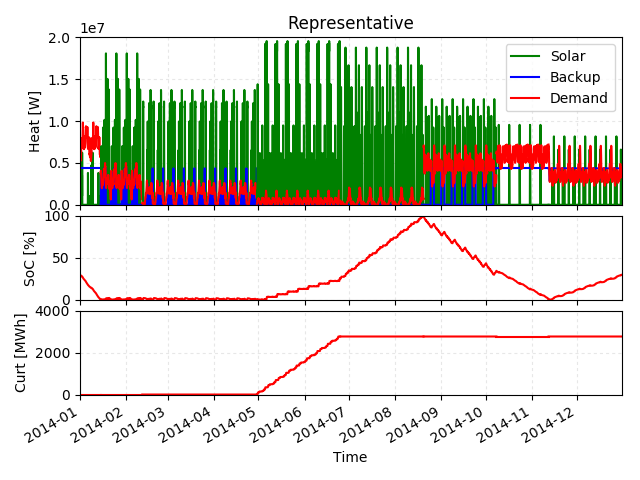 Representative
1e7
2.0
1.5
1.0
0.5
0.0
Heat [W]
Solar
Backup
Demand
100
50
0
SoC [%]
4000
2000
0
Curt [MWh]
2014-01
2014-02
2014-03
2014-04
2014-05
2014-06
2014-07
2014-08
2014-09
2014-10
2014-11
2014-12
Time